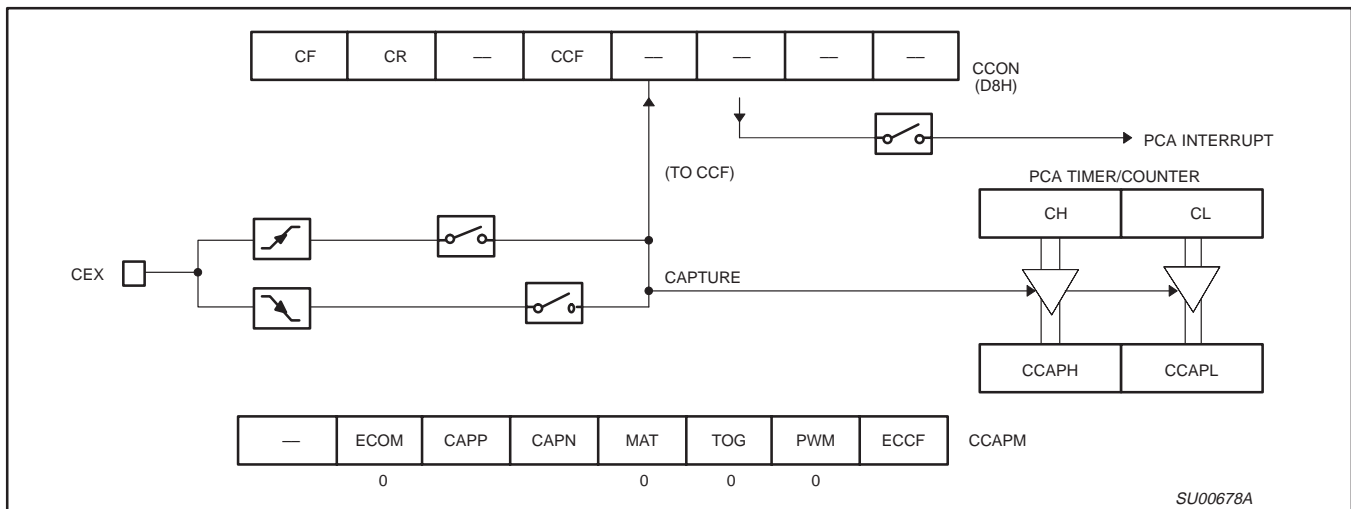 CF CR — CCF — — — —
CCON
(D8H)
PCA INTERRUPT
(TO CCF)
PCA TIMER/COUNTER
CH CL
CEX
CAPTURE
CCAPH CCAPL
— ECOM CAPP CAPN MAT TOG PWM ECCF CCAPM
0 0 0 0
SU00678A